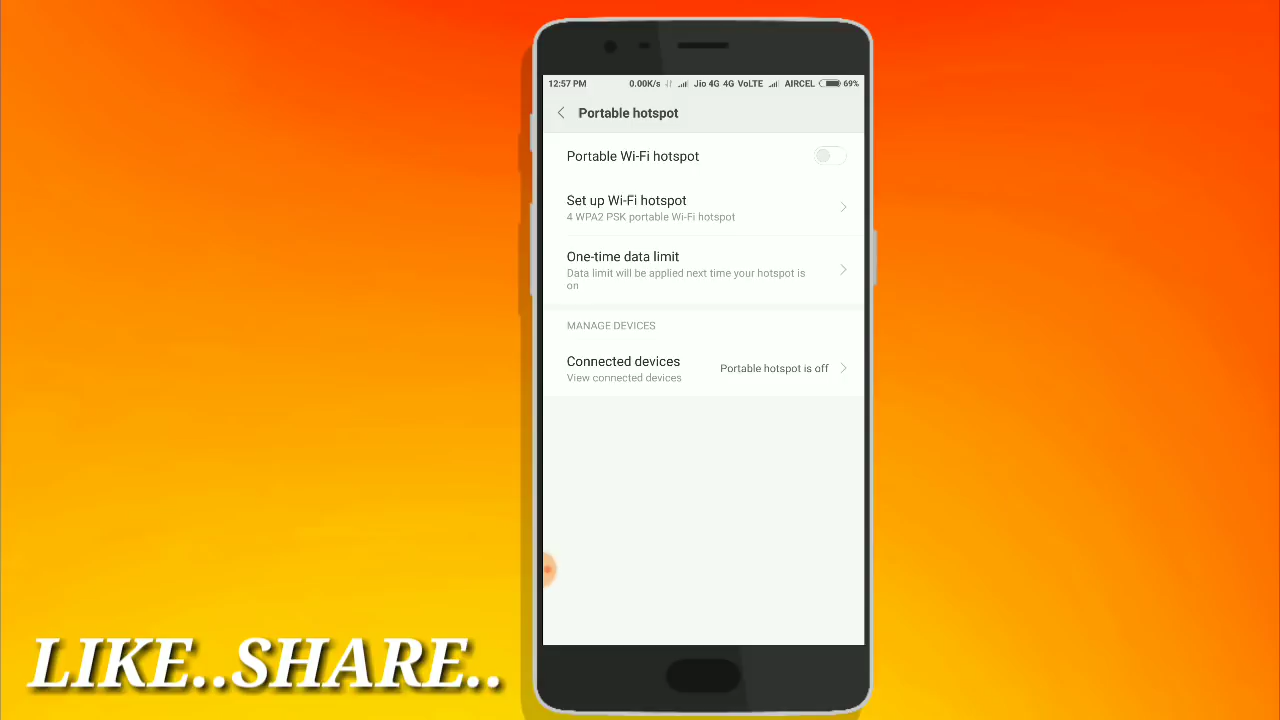 12:57 PM 0.00K/s Jio 4G 4G VoLTE AIRCEL 69%
Portable hotspot
Portable Wi-Fi hotspot
Set up Wi-Fi hotspot
4 WPA2 PSK portable Wi-Fi hotspot
One-time data limit
Data limit will be applied next time your hotspot is
on
MANAGE DEVICES
Connected devices
View connected devices
Portable hotspot is off
LIKE..SHARE..